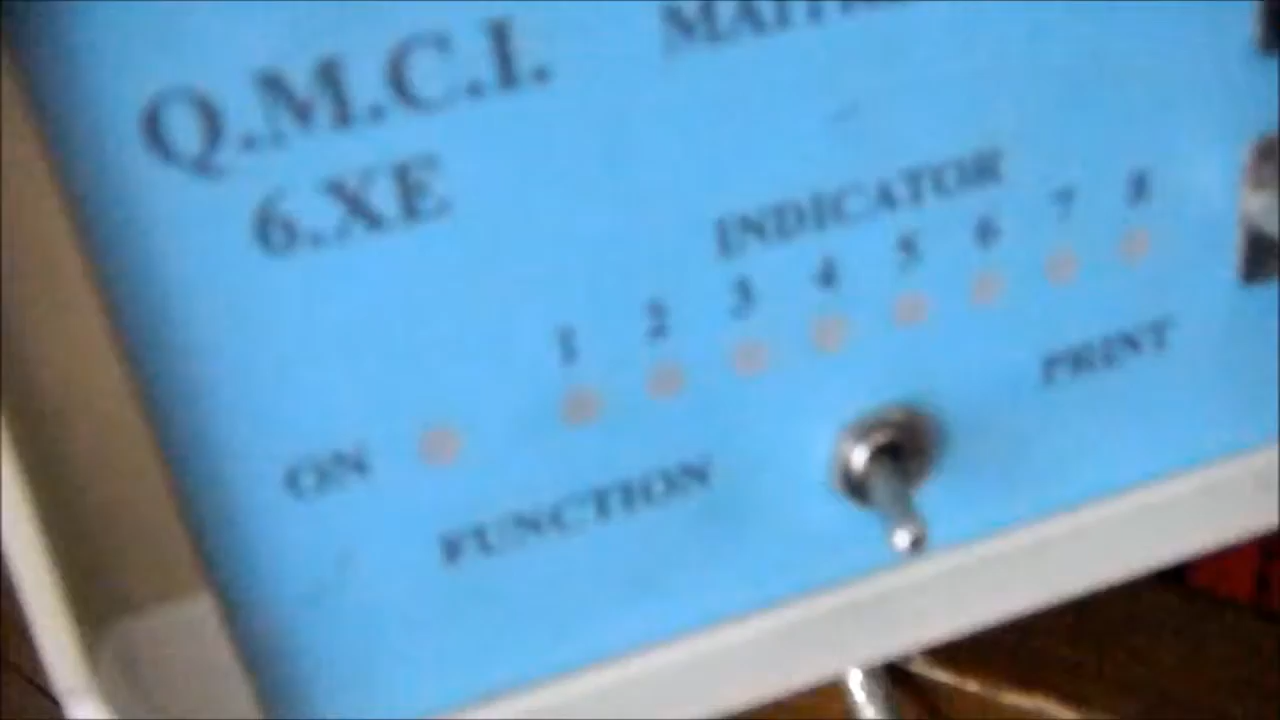 Q.M.C.I.
6.XE
INDICATOR
1 2 3 4 5 6 7 8
ON
FUNCTION
PRINT